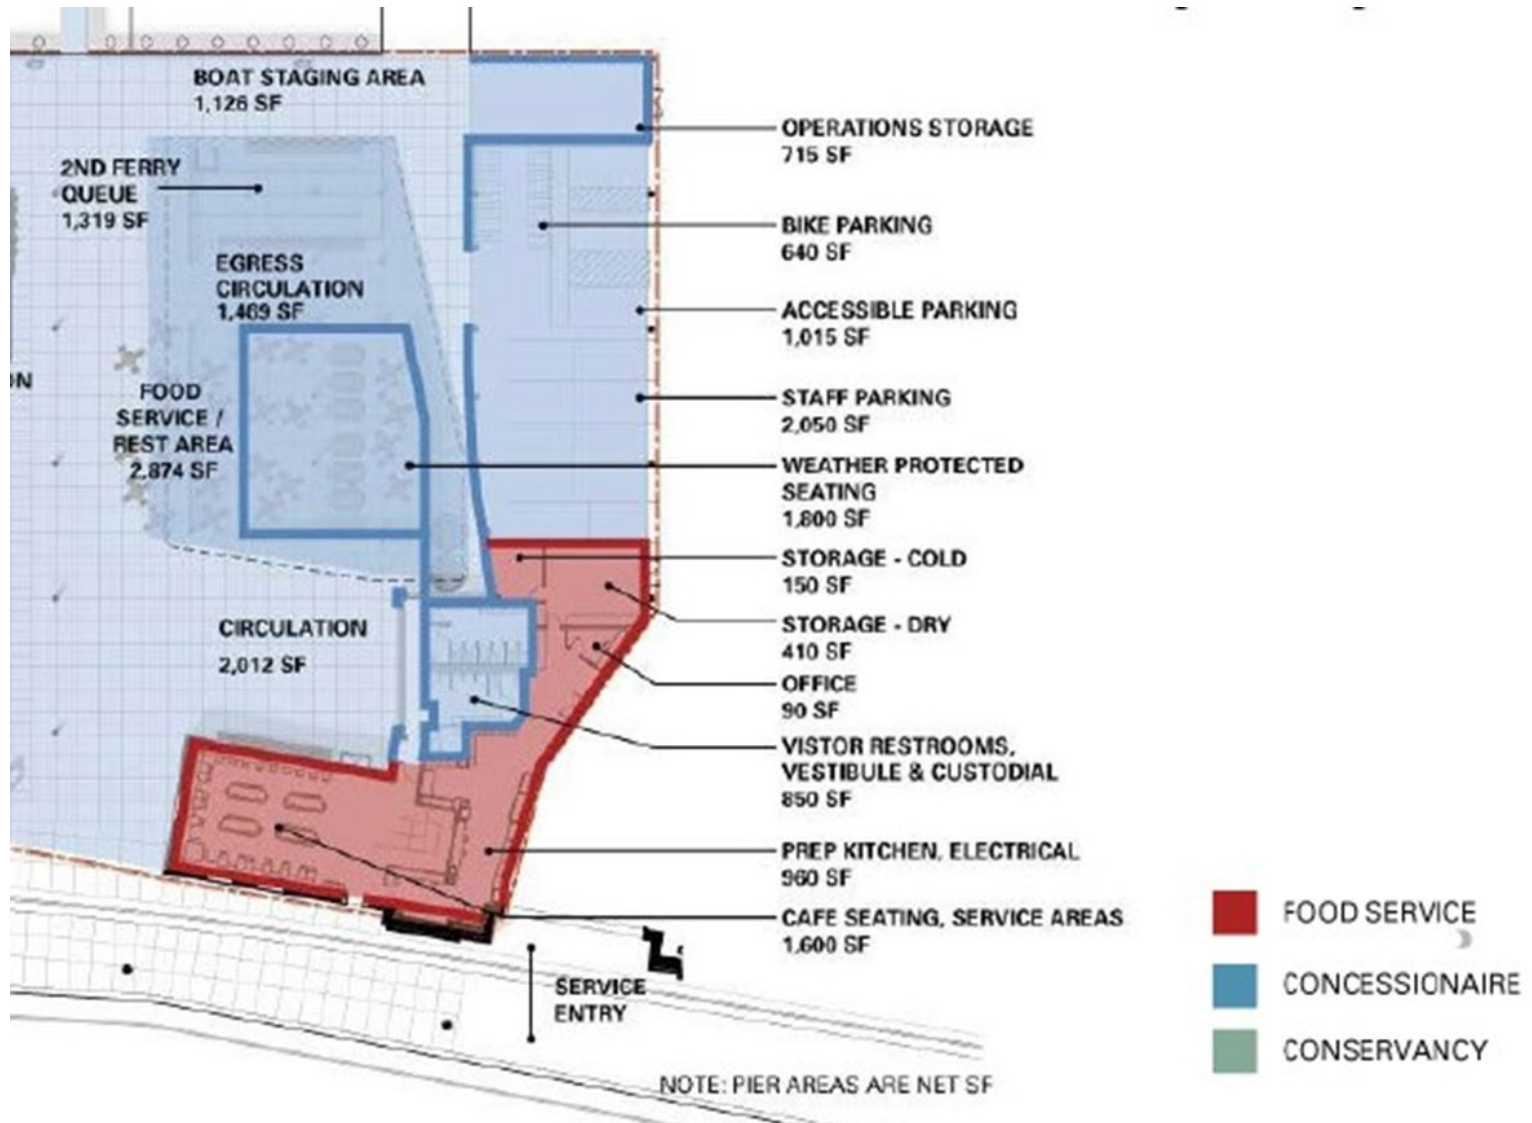 BOAT STAGING AREA
1,126 SF
2ND FERRY
QUEUE
1,319 SF
EGRESS
CIRCULATION
1,469 SF
ON
FOOD
SERVICE /
REST AREA
2,874 SF
CIRCULATION
2,012 SF
OPERATIONS STORAGE
715 SF
BIKE PARKING
640 SF
ACCESSIBLE PARKING
1,015 SF
STAFF PARKING
2,050 SF
WEATHER PROTECTED
SEATING
1,800 SF
STORAGE - COLD
150 SF
STORAGE - DRY
410 SF
OFFICE
90 SF
VISTOR RESTROOMS,
VESTIBULE & CUSTODIAL
850 SF
PREP KITCHEN, ELECTRICAL
960 SF
CAFE SEATING, SERVICE AREAS
1,600 SF
SERVICE
ENTRY
NOTE: PIER AREAS ARE NET SF
FOOD SERVICE
CONCESSIONAIRE
CONSERVANCY